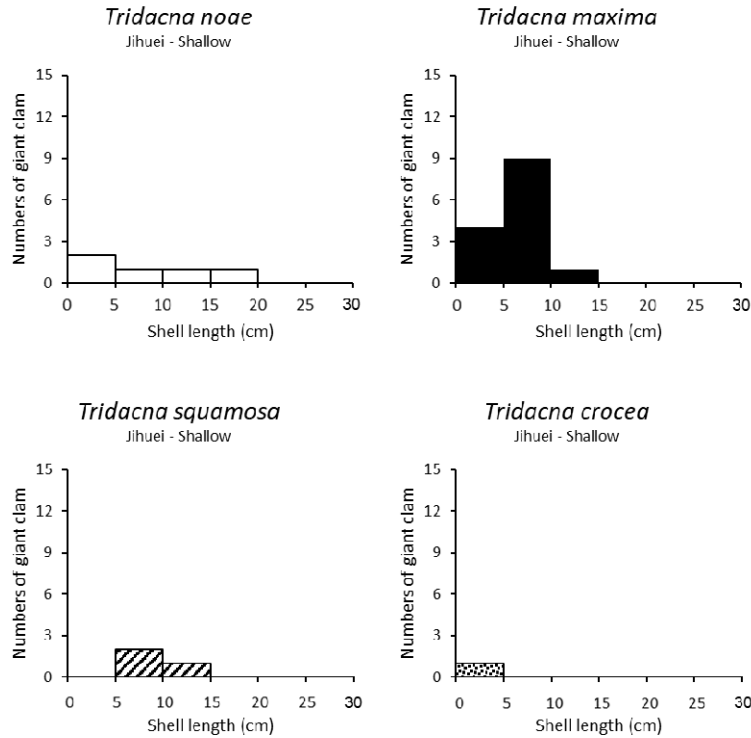 Tridacna noae
Jihuei - Shallow
15
12
9
6
3
0
Numbers of giant clam
0 5 10 15 20 25 30
Shell length (cm)
Tridacna maxima
Jihuei - Shallow
15
12
9
6
3
0
Numbers of giant clam
0 5 10 15 20 25 30
Shell length (cm)
Tridacna squamosa
Jihuei - Shallow
15
12
9
6
3
0
Numbers of giant clam
0 5 10 15 20 25 30
Shell length (cm)
Tridacna crocea
Jihuei - Shallow
15
12
9
6
3
0
Numbers of giant clam
0 5 10 15 20 25 30
Shell length (cm)